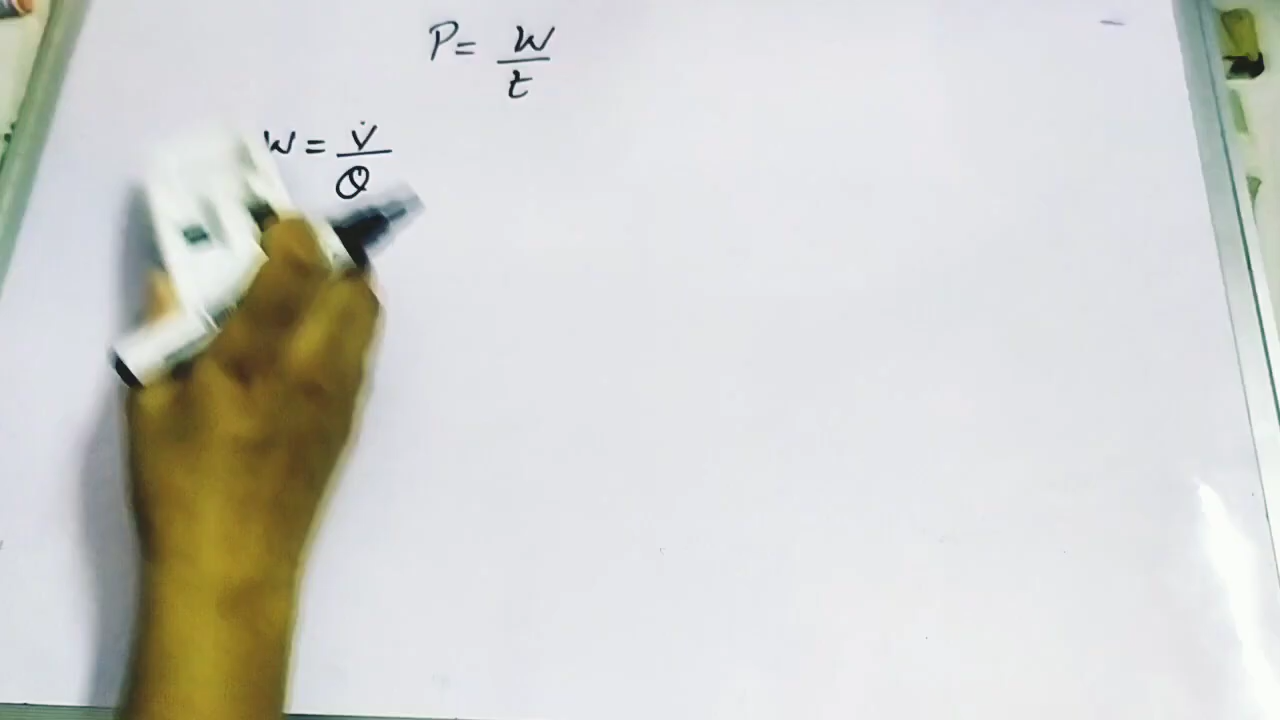 P = W/t
W = V/Q